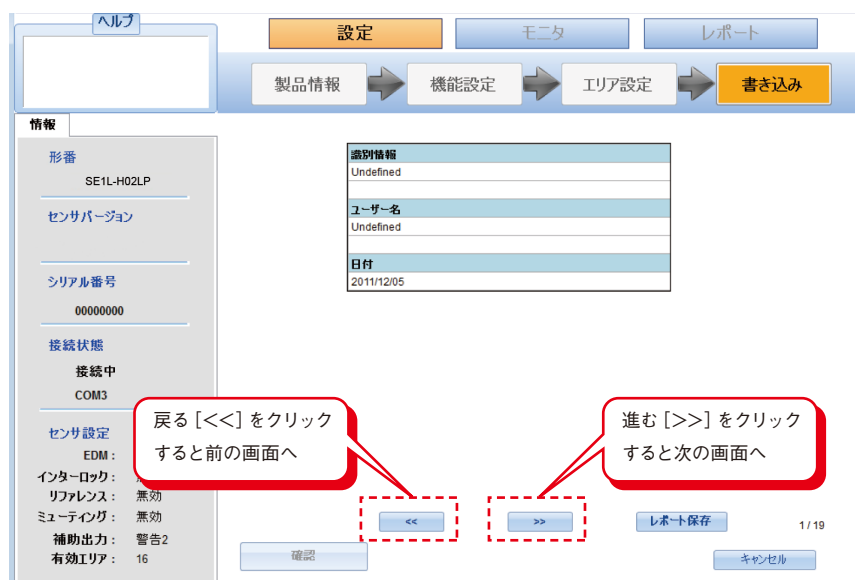 ヘルプ
設定
モニタ
レポート
製品情報
機能設定
エリア設定
書き込み
情報
形番
SE1L-H02LP
センサバージョン
シリアル番号
00000000
接続状態
接続中
COM3
センサ設定
EDM :
インターロック :
リファレンス : 無効
ミューティング : 無効
補助出力 : 警告2
有効エリア : 16
識別情報
Undefined
ユーザー名
Undefined
日付
2011/12/05
戻る [<<] をクリック
すると前の画面へ
進む [>>] をクリック
すると次の画面へ
<<
>>
レポート保存
1 / 19
確認
キャンセル